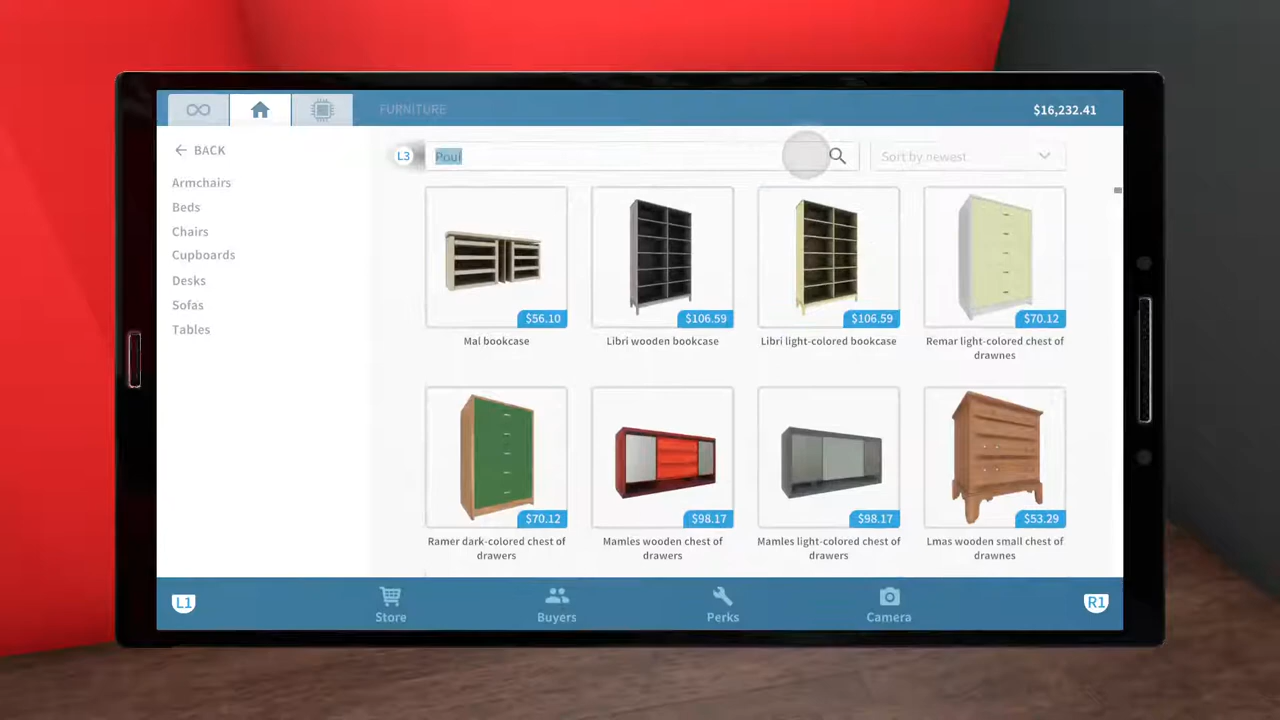 FURNITURE
$16,232.41
BACK
Armchairs
Beds
Chairs
Cupboards
Desks
Sofas
Tables
L3
Poul
Sort by newest
$56.10
$106.59
$106.59
$70.12
Mal bookcase
Libri wooden bookcase
Libri light-colored bookcase
Remar light-colored chest of
drawnes
$70.12
$98.17
$98.17
$53.29
Ramer dark-colored chest of
drawers
Mamles wooden chest of
drawers
Mamles light-colored chest of
drawers
Lmas wooden small chest of
drawnes
L1
Store
Buyers
Perks
Camera
R1